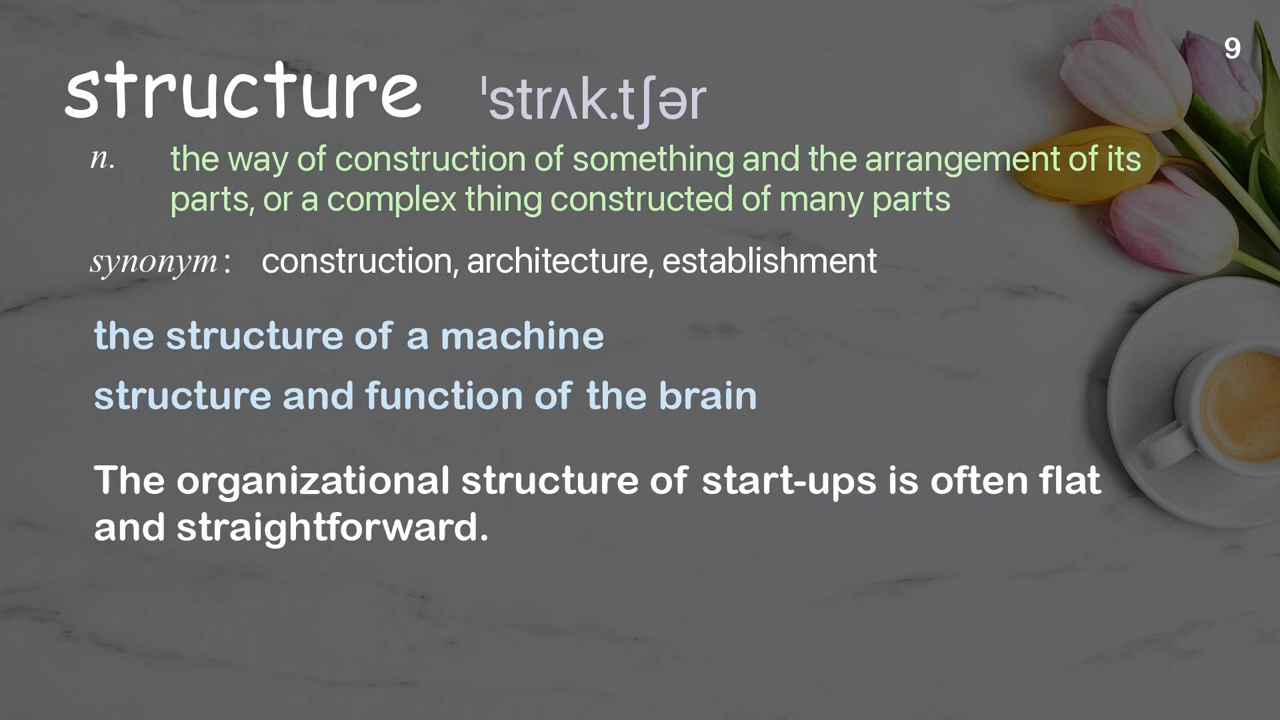 9
structure ˈstrʌk.tʃər
n. the way of construction of something and the arrangement of its
parts, or a complex thing constructed of many parts
synonym: construction, architecture, establishment
the structure of a machine
structure and function of the brain
The organizational structure of start-ups is often flat
and straightforward.